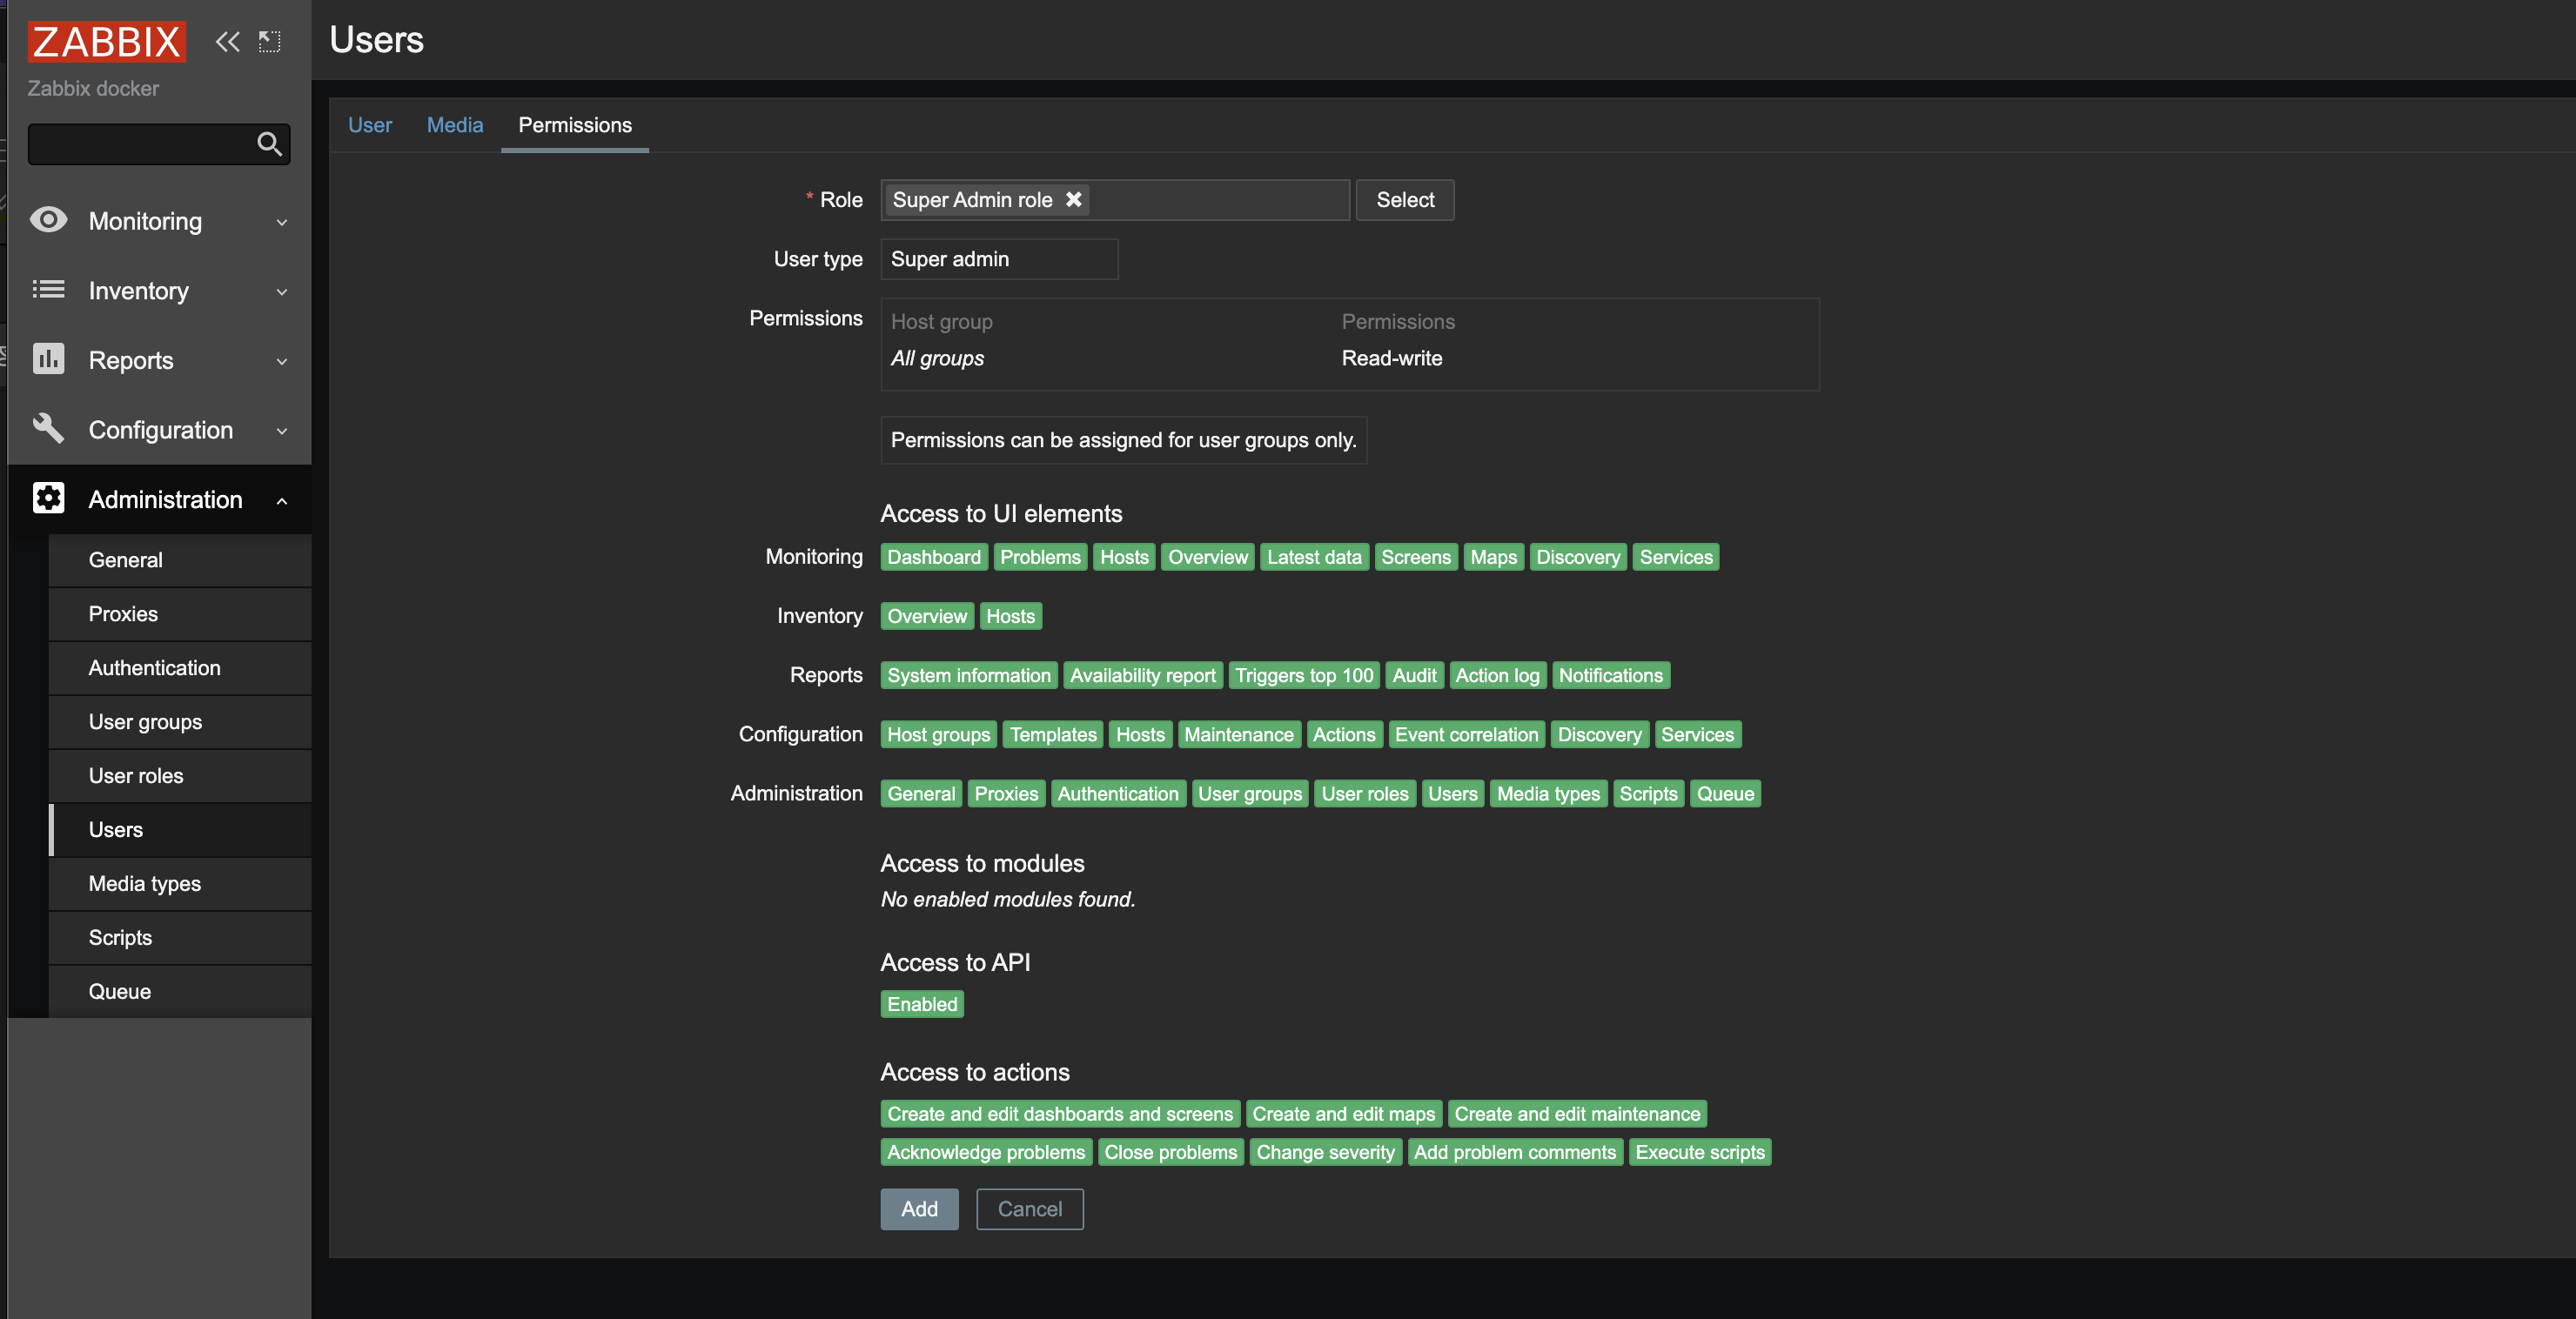 ZABBIX
Zabbix docker
Monitoring
Inventory
Reports
Configuration
Administration
General
Proxies
Authentication
User groups
User roles
Users
Media types
Scripts
Queue
Users
User Media Permissions
* Role Super Admin role Select
User type Super admin
Permissions Host group Permissions
All groups Read-write
Permissions can be assigned for user groups only.
Access to UI elements
Monitoring Dashboard Problems Hosts Overview Latest data Screens Maps Discovery Services
Inventory Overview Hosts
Reports System information Availability report Triggers top 100 Audit Action log Notifications
Configuration Host groups Templates Hosts Maintenance Actions Event correlation Discovery Services
Administration General Proxies Authentication User groups User roles Users Media types Scripts Queue
Access to modules
No enabled modules found.
Access to API
Enabled
Access to actions
Create and edit dashboards and screens Create and edit maps Create and edit maintenance
Acknowledge problems Close problems Change severity Add problem comments Execute scripts
Add Cancel